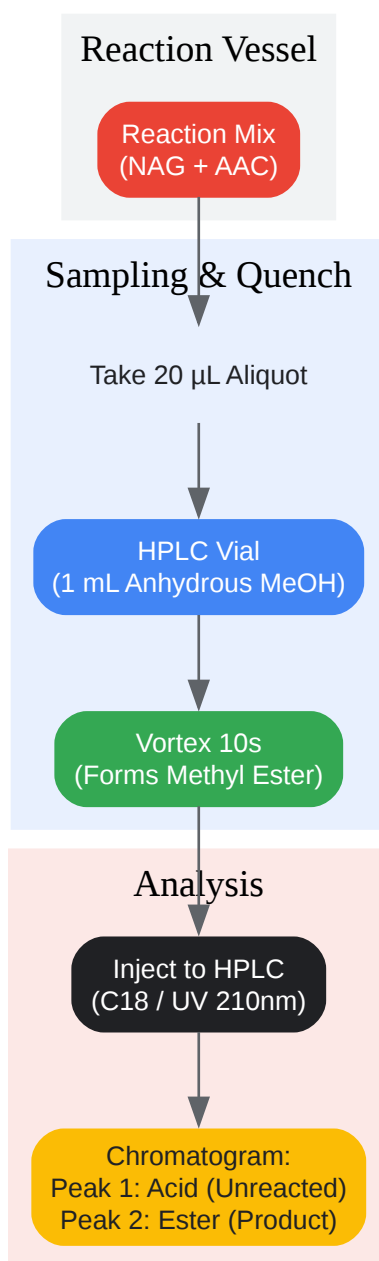 Reaction Vessel
Reaction Mix
(NAG + AAC)
Sampling & Quench
Take 20 µL Aliquot
HPLC Vial
(1 mL Anhydrous MeOH)
Vortex 10s
(Forms Methyl Ester)
Analysis
Inject to HPLC
(C18 / UV 210nm)
Chromatogram:
Peak 1: Acid (Unreacted)
Peak 2: Ester (Product)